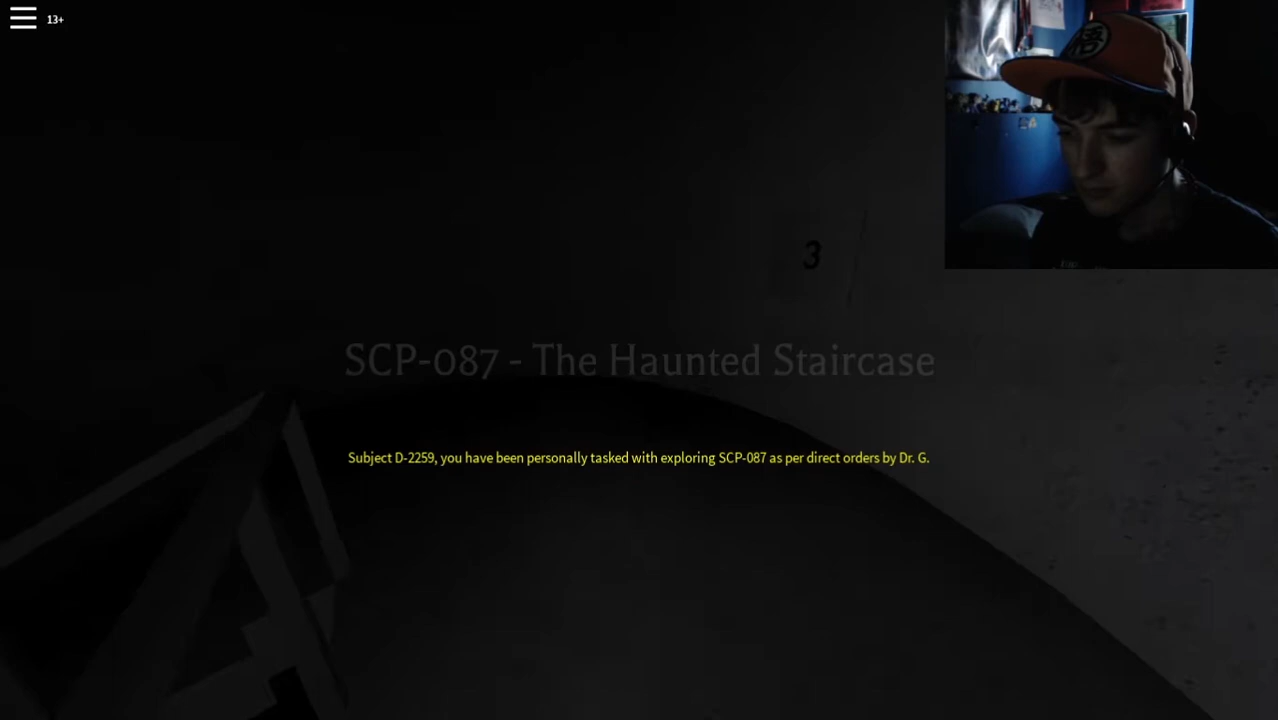 13+
悟
3
SCP-087 - The Haunted Staircase
Subject D-2259, you have been personally tasked with exploring SCP-087 as per direct orders by Dr. G.